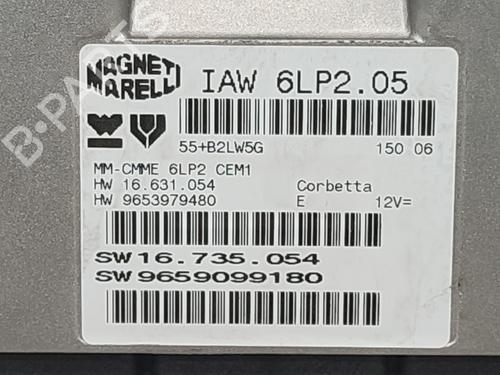 MAGNETI MARELLI
IAW 6LP2.05
55+B2LW5G 150 06
MM-CMME 6LP2 CEM1
HW 16.631.054 Corbetta
HW 9653979480 E 12V=
SW 16.735.054
SW 9659099180
B-PARTS